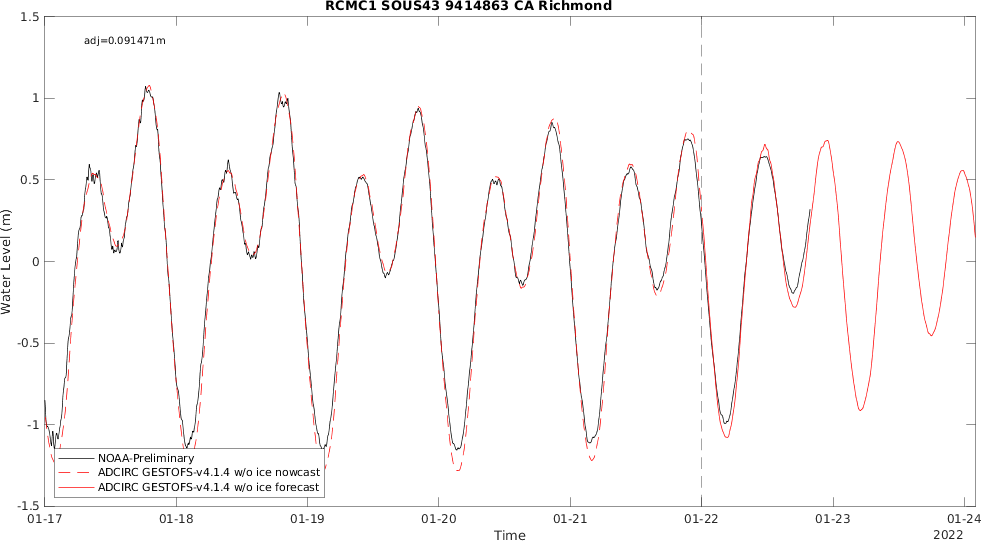 RCMC1 SOUS43 9414863 CA Richmond
adj=0.091471m
1.5
1
0.5
0
-0.5
-1
-1.5
Water Level (m)
NOAA-Preliminary
ADCIRC GESTOFS-v4.1.4 w/o ice nowcast
ADCIRC GESTOFS-v4.1.4 w/o ice forecast
01-17 01-18 01-19 01-20 01-21 01-22 01-23 01-24
Time
2022